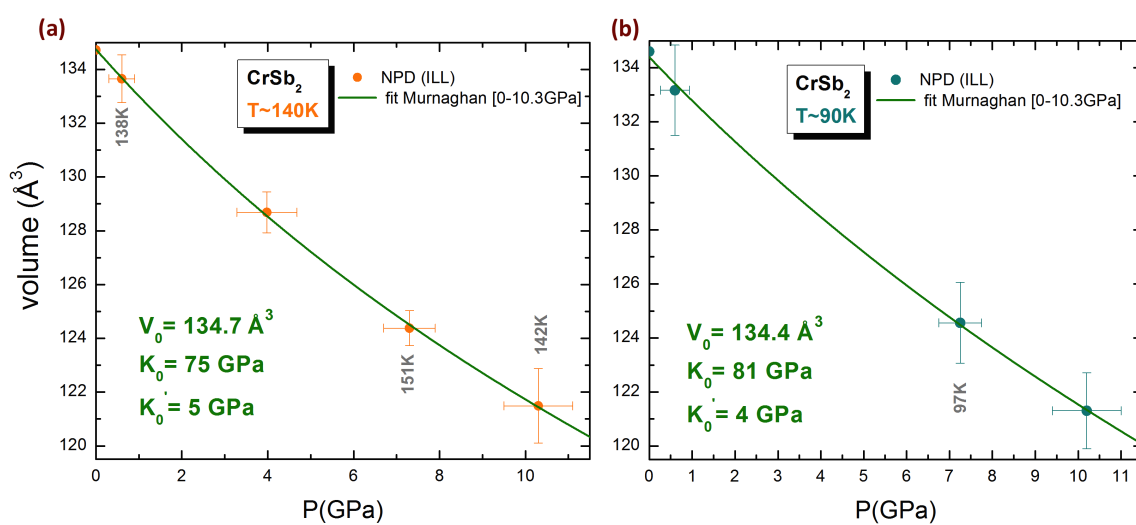 (a)
volume (Å³)
134
132
130
128
126
124
122
120
0
2
4
6
8
10
P(GPa)
CrSb₂
T~140K
NPD (ILL)
fit Murnaghan [0-10.3GPa]
138K
151K
142K
V₀= 134.7 Å³
K₀= 75 GPa
K₀'= 5 GPa
(b)
134
132
130
128
126
124
122
120
0
1
2
3
4
5
6
7
8
9
10
11
P(GPa)
CrSb₂
T~90K
NPD (ILL)
fit Murnaghan [0-10.3GPa]
97K
V₀= 134.4 Å³
K₀= 81 GPa
K₀'= 4 GPa